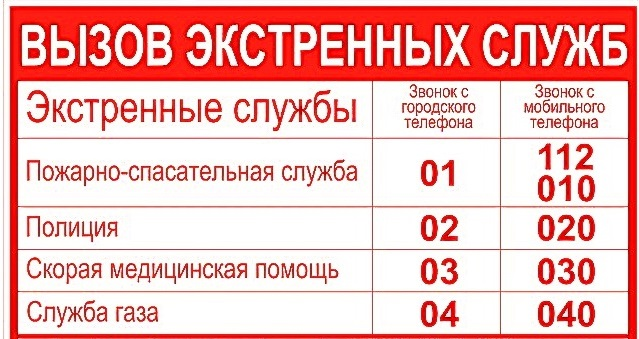 ВЫЗОВ ЭКСТРЕННЫХ СЛУЖБ
Экстренные службы
Звонок с
городского
телефона
Звонок с
мобильного
телефона
Пожарно-спасательная служба
01
112
010
Полиция
02
020
Скорая медицинская помощь
03
030
Служба газа
04
040